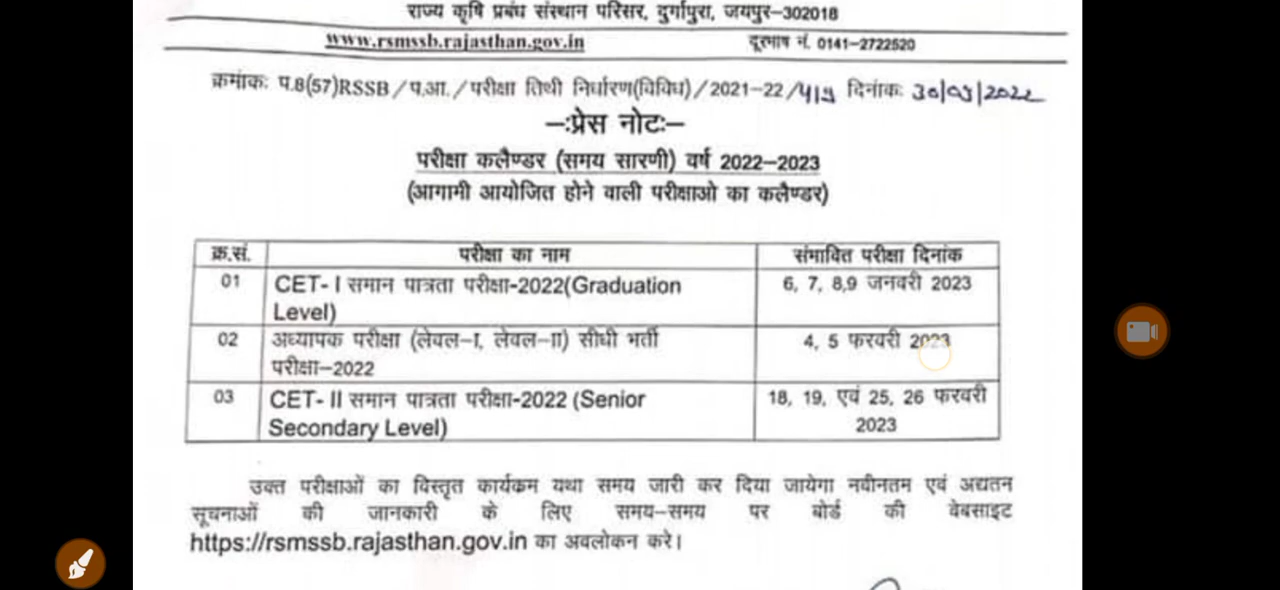 राज्य कृषि प्रबंध संस्थान परिसर, दुर्गापुरा, जयपुर–302018
www.rsmssb.rajasthan.gov.in दूरभाष नं. 0141–2722520
क्रमांकः प.8(57)RSSB/प.आ./परीक्षा तिथी निर्धारण(विविध)/2021-22/419 दिनांकः 30/09/2022
–:प्रेस नोटः–
परीक्षा कलैण्डर (समय सारणी) वर्ष 2022–2023
(आगामी आयोजित होने वाली परीक्षाओ का कलैण्डर)
क्र.सं. परीक्षा का नाम संभावित परीक्षा दिनांक
01 CET- I समान पात्रता परीक्षा-2022(Graduation 6, 7, 8,9 जनवरी 2023
Level)
02 अध्यापक परीक्षा (लेवल–I, लेवल–II) सीधी भर्ती 4, 5 फरवरी 2023
परीक्षा–2022
03 CET- II समान पात्रता परीक्षा-2022 (Senior 18, 19, एवं 25, 26 फरवरी
Secondary Level) 2023
उक्त परीक्षाओं का विस्तृत कार्यक्रम यथा समय जारी कर दिया जायेगा नवीनतम एवं अद्यतन
सूचनाओं की जानकारी के लिए समय–समय पर बोर्ड की वेबसाइट
https://rsmssb.rajasthan.gov.in का अवलोकन करे।